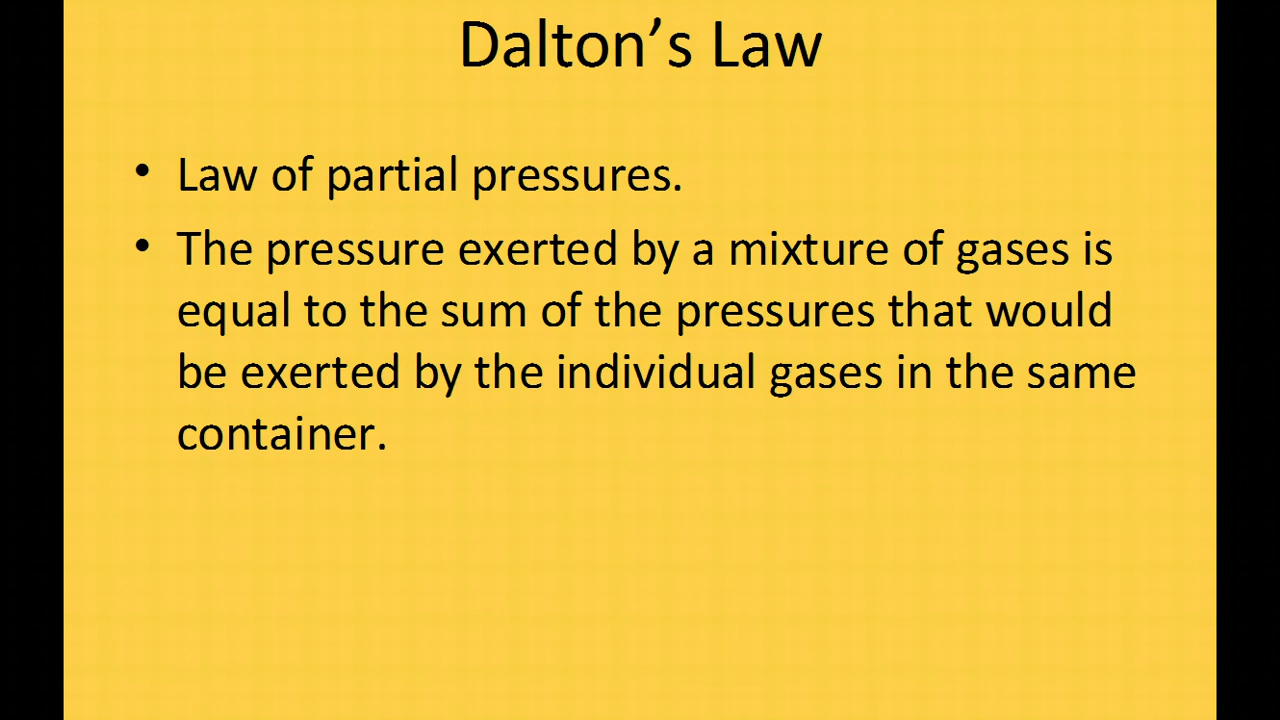 Dalton’s Law
• Law of partial pressures.
• The pressure exerted by a mixture of gases is
equal to the sum of the pressures that would
be exerted by the individual gases in the same
container.